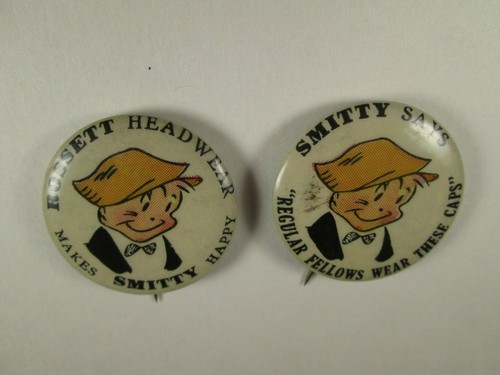 ROSSETT HEADWEAR
MAKES SMITTY HAPPY
SMITTY SAYS
"REGULAR FELLOWS WEAR THESE CAPS"